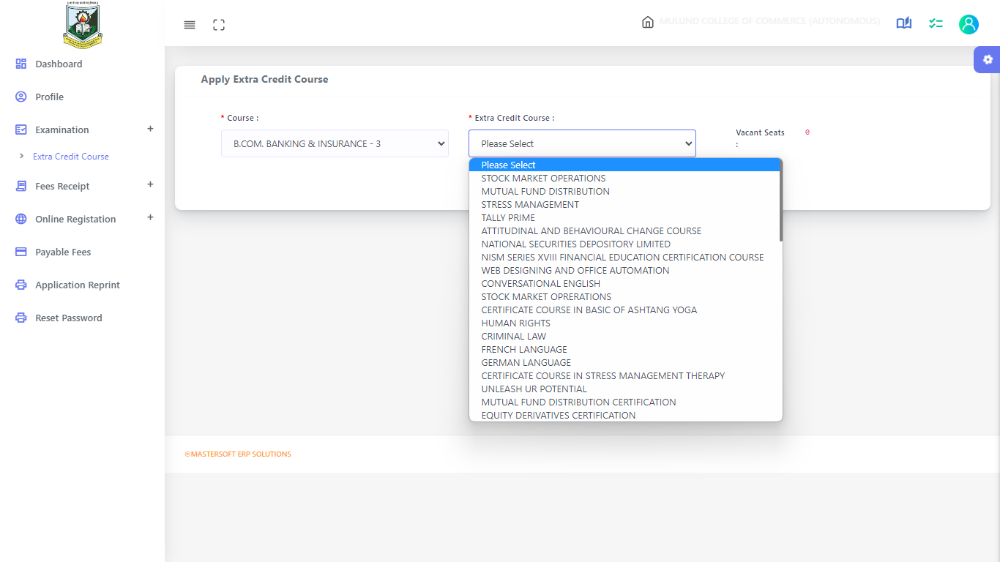 MULUND COLLEGE OF COMMERCE (AUTONOMOUS)
Dashboard
Profile
Examination +
Extra Credit Course
Fees Receipt +
Online Registation +
Payable Fees
Application Reprint
Reset Password
Apply Extra Credit Course
* Course :
B.COM. BANKING & INSURANCE - 3
* Extra Credit Course :
Please Select
Vacant Seats 0
:
Please Select
STOCK MARKET OPERATIONS
MUTUAL FUND DISTRIBUTION
STRESS MANAGEMENT
TALLY PRIME
ATTITUDINAL AND BEHAVIOURAL CHANGE COURSE
NATIONAL SECURITIES DEPOSITORY LIMITED
NISM SERIES XVIII FINANCIAL EDUCATION CERTIFICATION COURSE
WEB DESIGNING AND OFFICE AUTOMATION
CONVERSATIONAL ENGLISH
STOCK MARKET OPRERATIONS
CERTIFICATE COURSE IN BASIC OF ASHTANG YOGA
HUMAN RIGHTS
CRIMINAL LAW
FRENCH LANGUAGE
GERMAN LANGUAGE
CERTIFICATE COURSE IN STRESS MANAGEMENT THERAPY
UNLEASH UR POTENTIAL
MUTUAL FUND DISTRIBUTION CERTIFICATION
EQUITY DERIVATIVES CERTIFICATION
©MASTERSOFT ERP SOLUTIONS